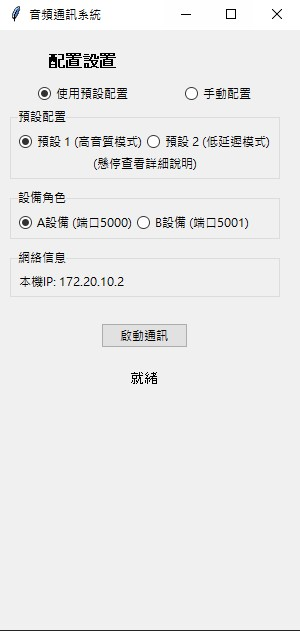 音頻通訊系統
配置設置
使用預設配置 手動配置
預設配置
預設 1 (高音質模式) 預設 2 (低延遲模式)
(懸停查看詳細說明)
設備角色
A設備 (端口5000) B設備 (端口5001)
網絡信息
本機IP: 172.20.10.2
啟動通訊
就緒